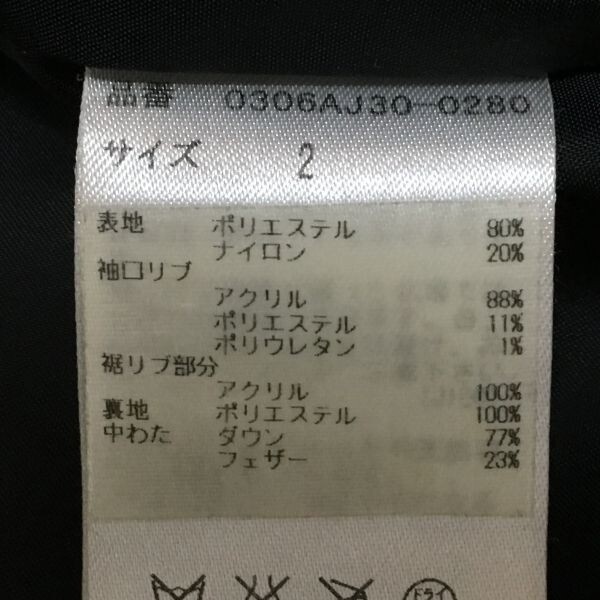 品番 0306AJ30-0280
サイズ 2
表地 ポリエステル 80%
ナイロン 20%
袖口リブ
アクリル 88%
ポリエステル 11%
ポリウレタン 1%
裾リブ部分
アクリル 100%
裏地 ポリエステル 100%
中わた ダウン 77%
フェザー 23%
ドライ